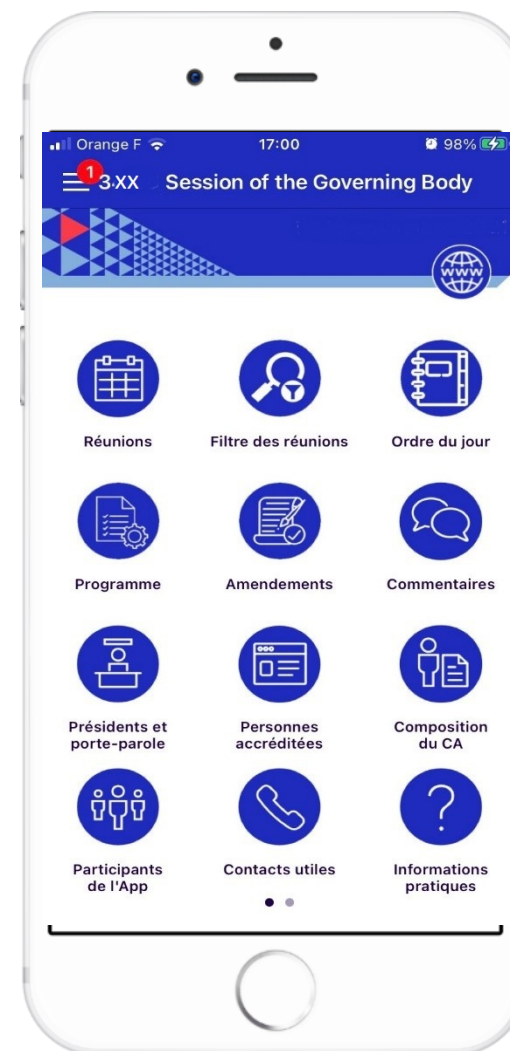 Orange F 17:00 98%
1
3.XX Session of the Governing Body
www
Réunions Filtre des réunions Ordre du jour
Programme Amendements Commentaires
Présidents et Personnes Composition
porte-parole accréditées du CA
Participants Contacts utiles Informations
de l'App pratiques